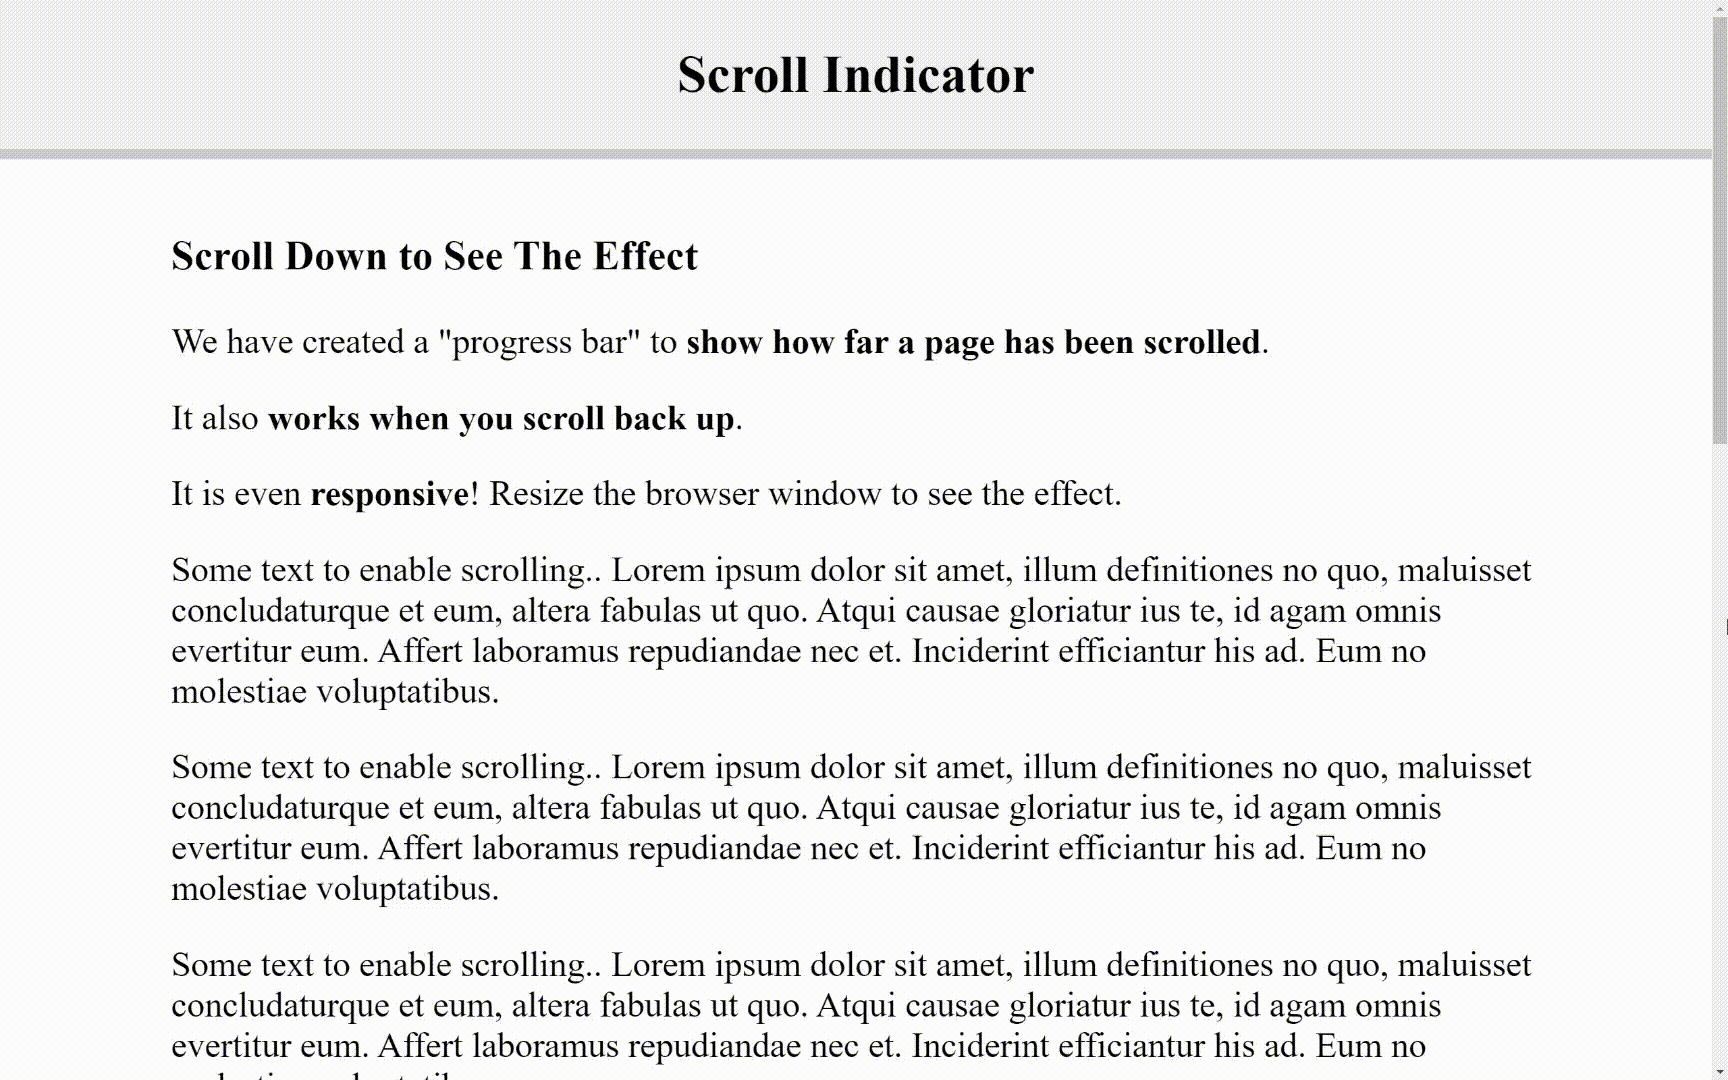 Scroll Indicator
Scroll Down to See The Effect
We have created a "progress bar" to show how far a page has been scrolled.
It also works when you scroll back up.
It is even responsive! Resize the browser window to see the effect.
Some text to enable scrolling.. Lorem ipsum dolor sit amet, illum definitiones no quo, maluisset
concludaturque et eum, altera fabulas ut quo. Atqui causae gloriatur ius te, id agam omnis
evertitur eum. Affert laboramus repudiandae nec et. Inciderint efficiantur his ad. Eum no
molestiae voluptatibus.
Some text to enable scrolling.. Lorem ipsum dolor sit amet, illum definitiones no quo, maluisset
concludaturque et eum, altera fabulas ut quo. Atqui causae gloriatur ius te, id agam omnis
evertitur eum. Affert laboramus repudiandae nec et. Inciderint efficiantur his ad. Eum no
molestiae voluptatibus.
Some text to enable scrolling.. Lorem ipsum dolor sit amet, illum definitiones no quo, maluisset
concludaturque et eum, altera fabulas ut quo. Atqui causae gloriatur ius te, id agam omnis
evertitur eum. Affert laboramus repudiandae nec et. Inciderint efficiantur his ad. Eum no